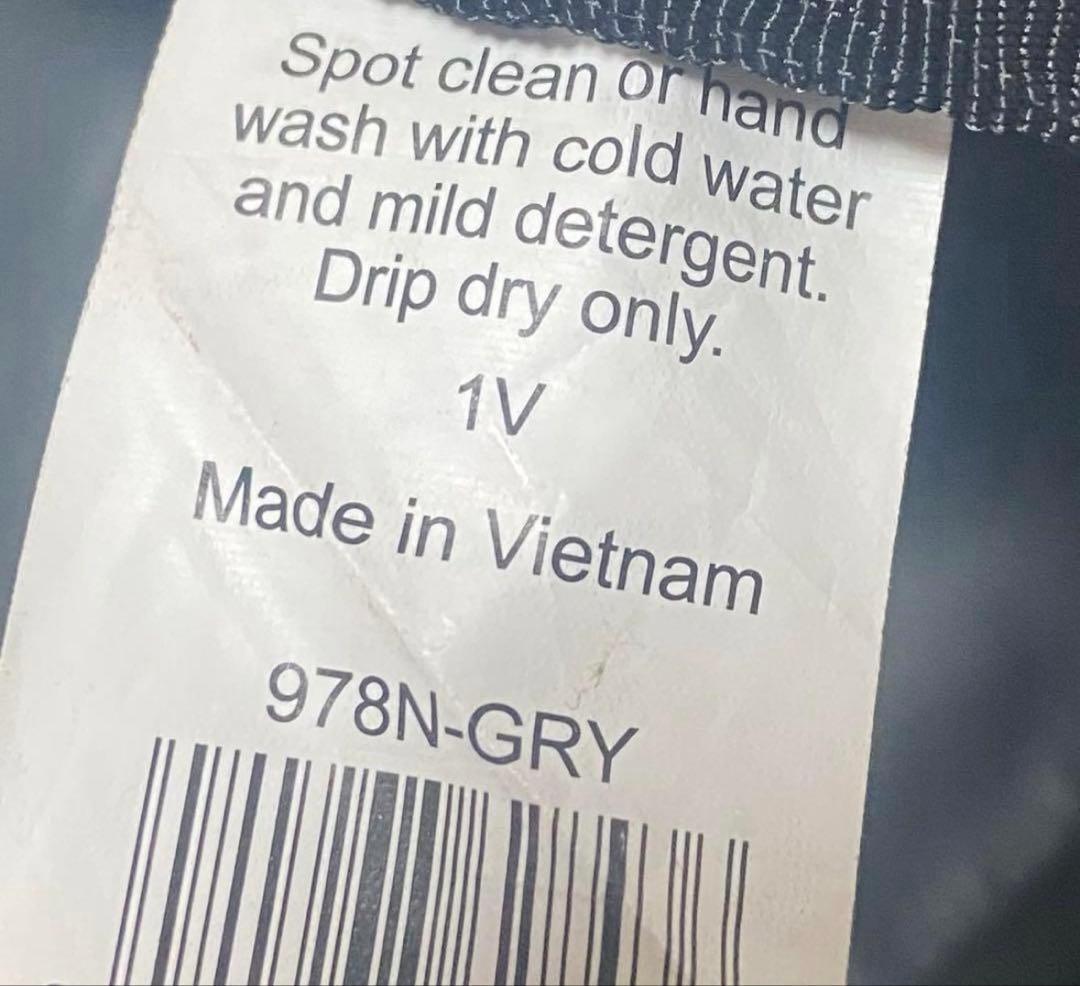 Spot clean or hand
wash with cold water
and mild detergent.
Drip dry only.
1V
Made in Vietnam
978N-GRY